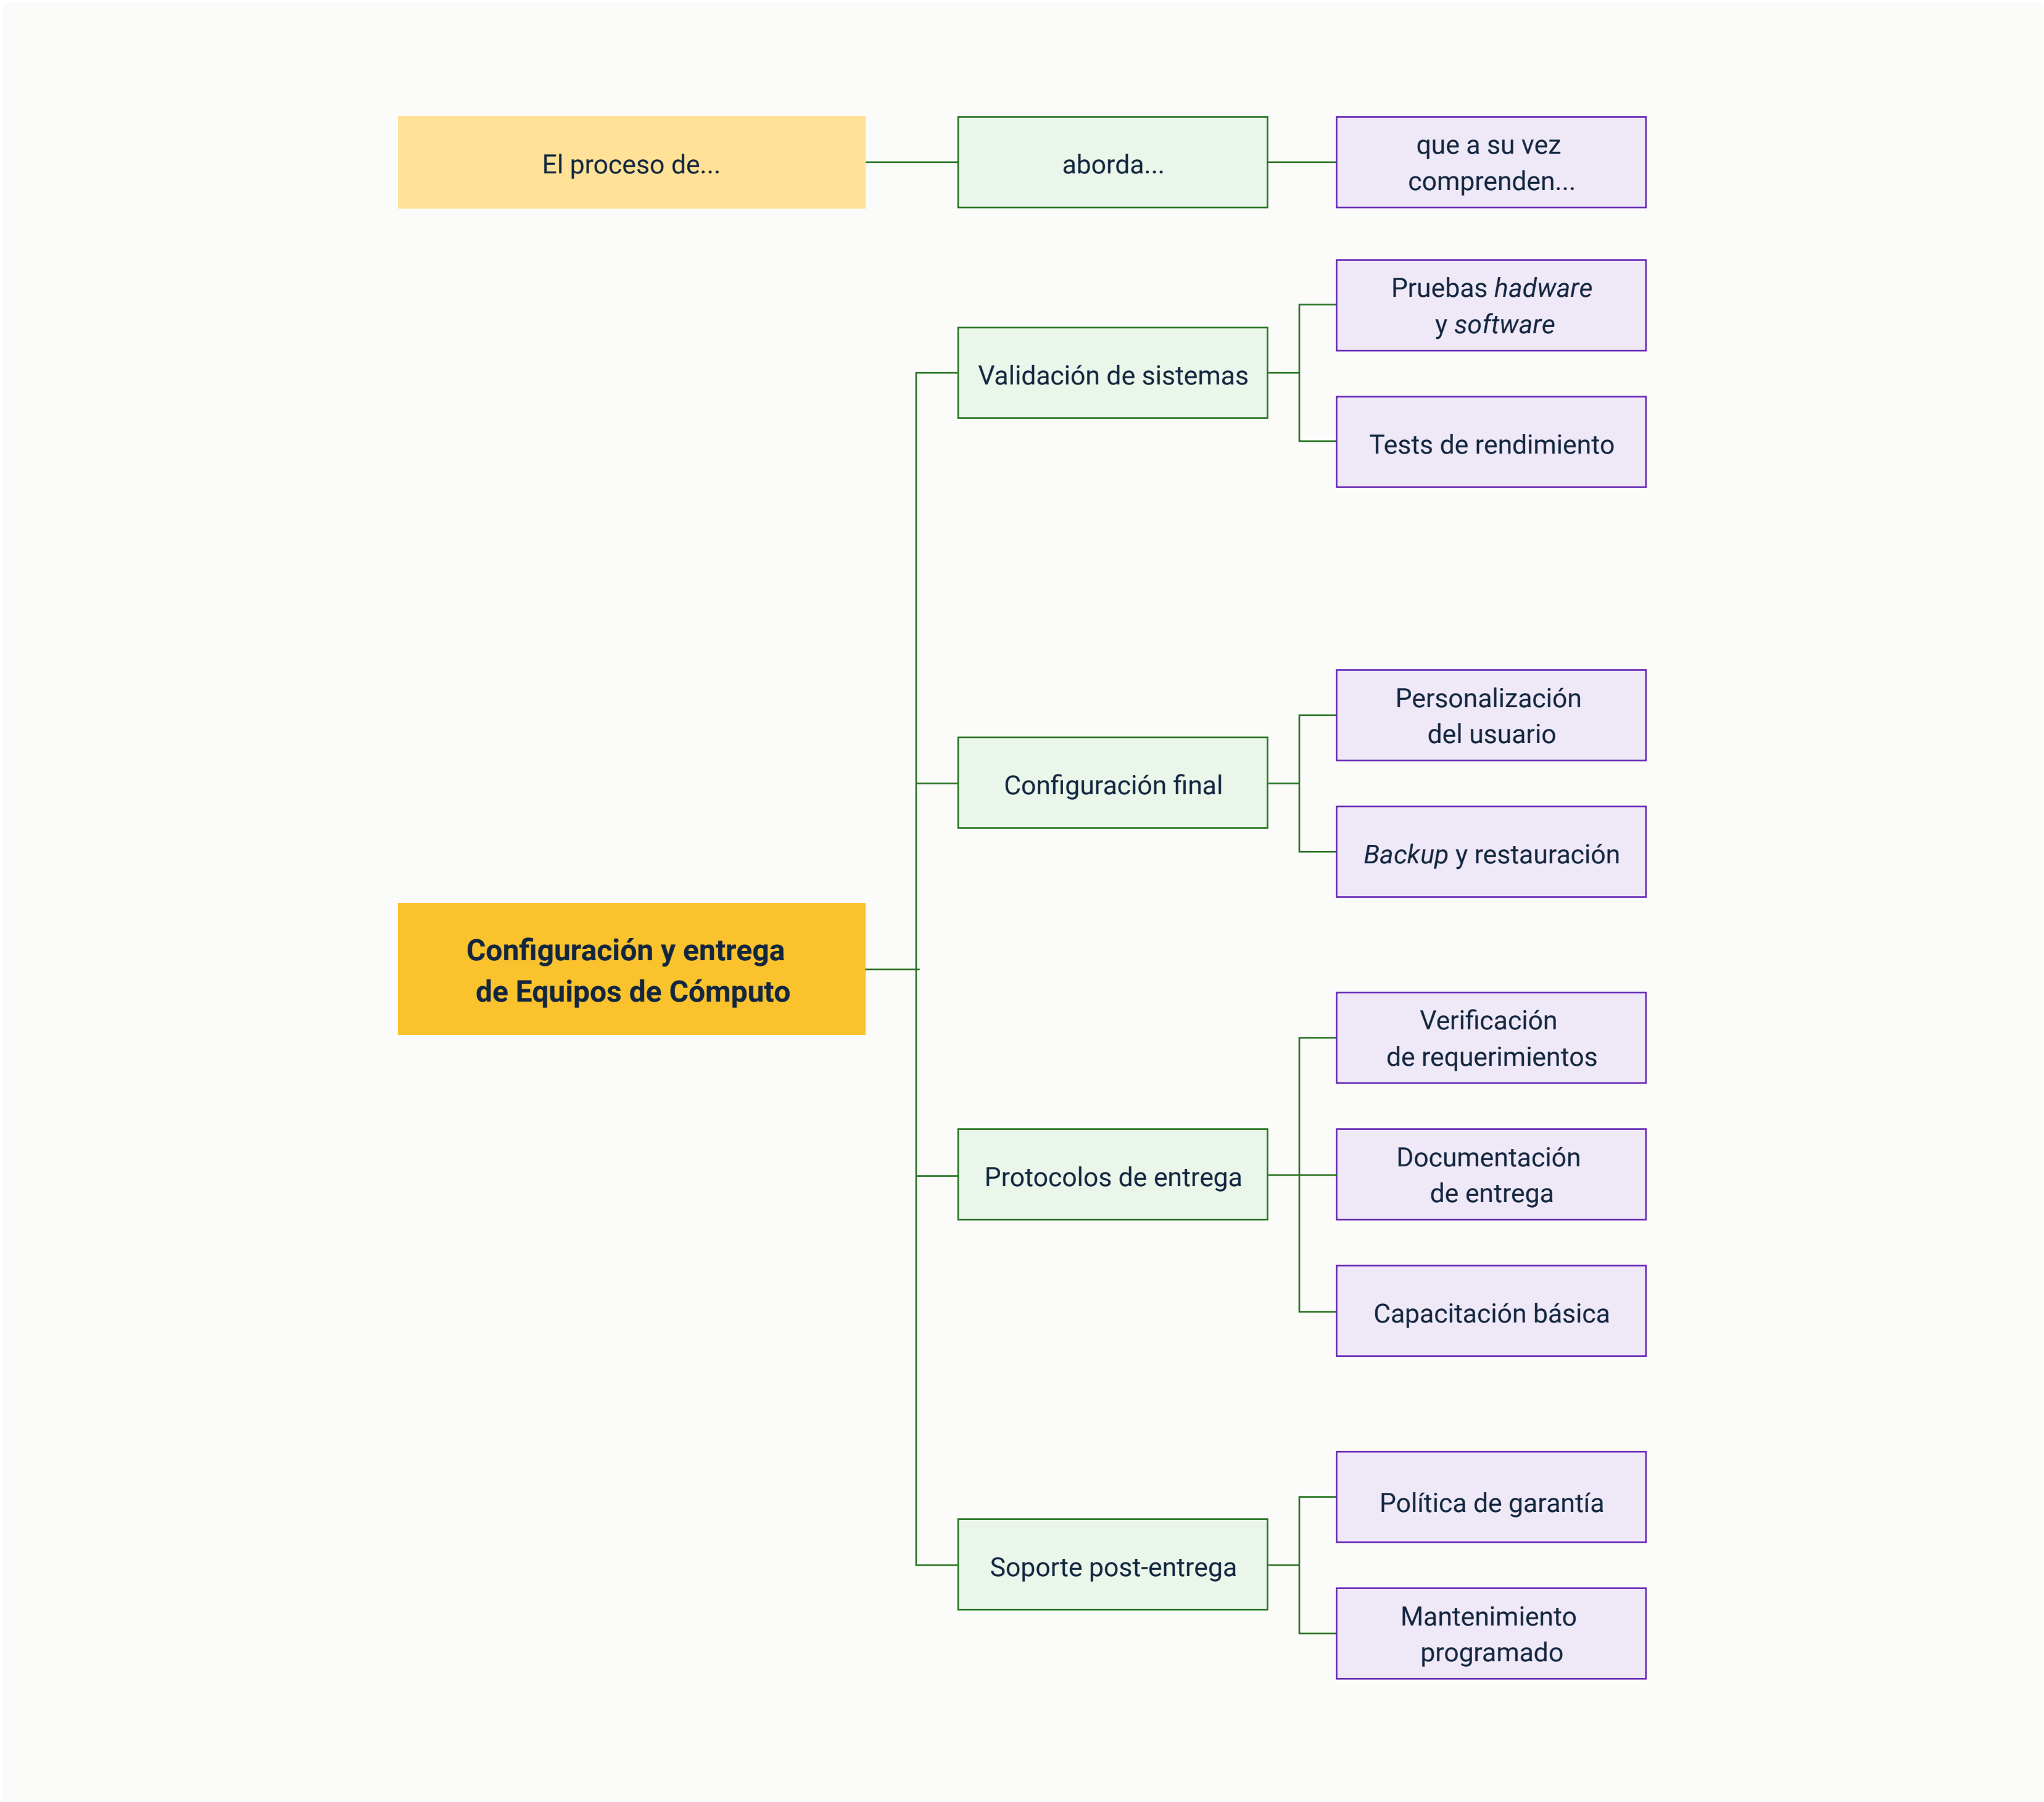 El proceso de...
aborda...
que a su vez
comprenden...
Pruebas hadware
y software
Validación de sistemas
Tests de rendimiento
Personalización
del usuario
Configuración final
Backup y restauración
Configuración y entrega
de Equipos de Cómputo
Verificación
de requerimientos
Protocolos de entrega
Documentación
de entrega
Capacitación básica
Política de garantía
Soporte post-entrega
Mantenimiento
programado